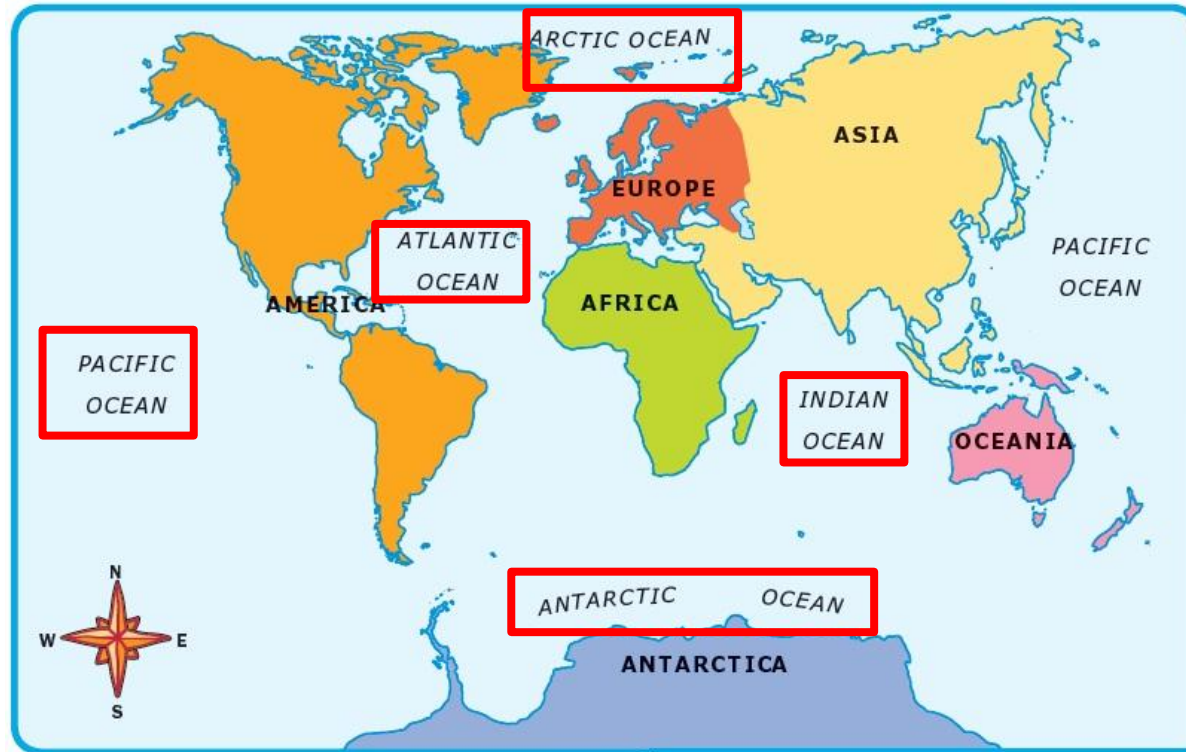 ARCTIC OCEAN
ASIA
EUROPE
ATLANTIC
OCEAN
PACIFIC
OCEAN
AMERICA
AFRICA
PACIFIC
OCEAN
INDIAN
OCEAN
OCEANIA
N
W E
S
ANTARCTIC OCEAN
ANTARCTICA